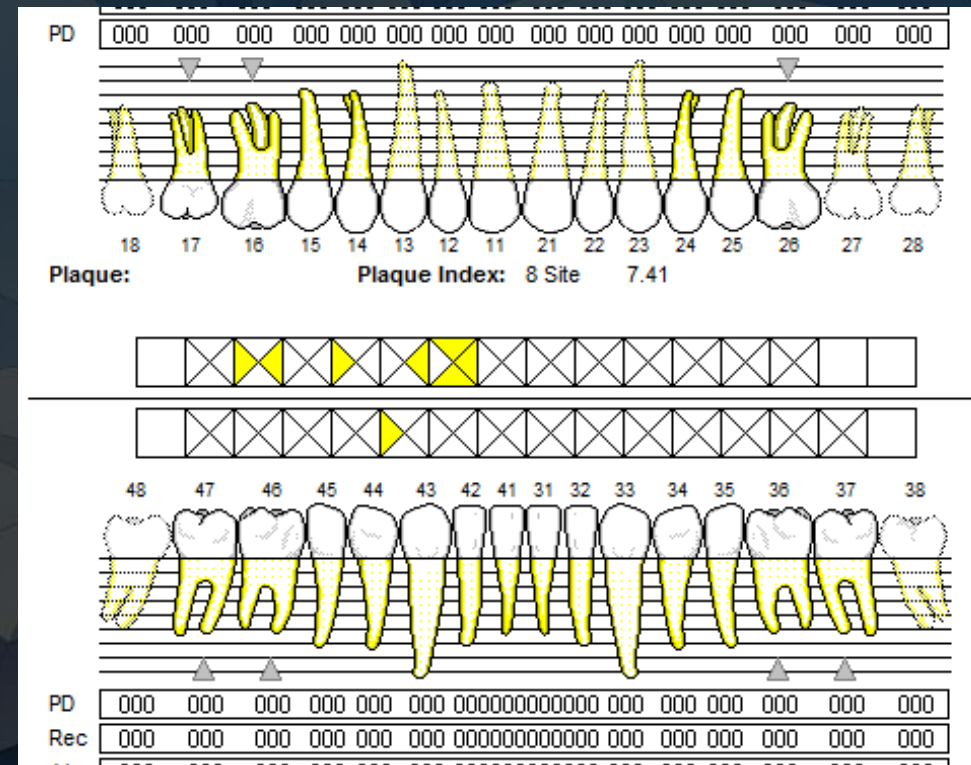 PD 000 000 000 000 000 000 000 000 000 000 000 000 000 000 000 000
18 17 16 15 14 13 12 11 21 22 23 24 25 26 27 28
Plaque: Plaque Index: 8 Site 7.41
48 47 46 45 44 43 42 41 31 32 33 34 35 36 37 38
PD 000 000 000 000 000 000 000000000000 000 000 000 000 000 000
Rec 000 000 000 000 000 000 000000000000 000 000 000 000 000 000